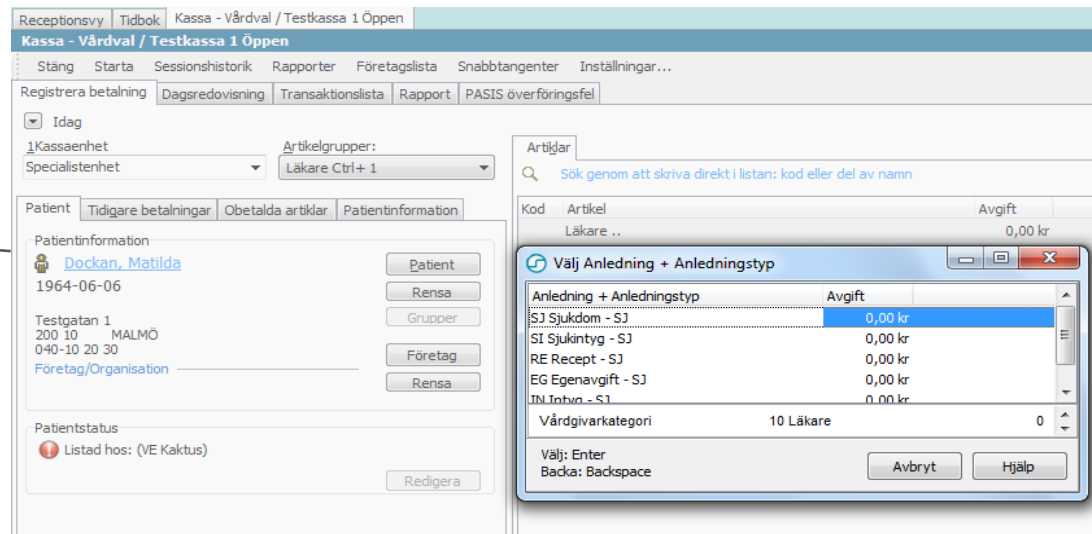 Receptionsvy Tidbok Kassa - Vårdval / Testkassa 1 Öppen
Kassa - Vårdval / Testkassa 1 Öppen
Stäng Starta Sessionshistorik Rapporter Företagslista Snabbtangenter Inställningar...
Registrera betalning Dagsredovisning Transaktionslista Rapport PASIS överföringsfel
Idag
1Kassaenhet Artikelgrupper:
Specialistenhet Läkare Ctrl+ 1
Patient Tidigare betalningar Obetalda artiklar Patientinformation
Patientinformation
Dockan, Matilda Patient
1964-06-06 Rensa
Testgatan 1 Grupper
200 10 MALMÖ
040-10 20 30 Företag
Företag/Organisation Rensa
Patientstatus
Listad hos: (VE Kaktus)
Redigera
Artiklar
Sök genom att skriva direkt i listan: kod eller del av namn
Kod Artikel Avgift
Läkare .. 0,00 kr
Välj Anledning + Anledningstyp
Anledning + Anledningstyp Avgift
SJ Sjukdom - SJ 0,00 kr
SI Sjukintyg - SJ 0,00 kr
RE Recept - SJ 0,00 kr
EG Egenavgift - SJ 0,00 kr
IN Intyg - SJ 0,00 kr
Vårdgivarkategori 10 Läkare 0
Välj: Enter
Backa: Backspace
Avbryt Hjälp